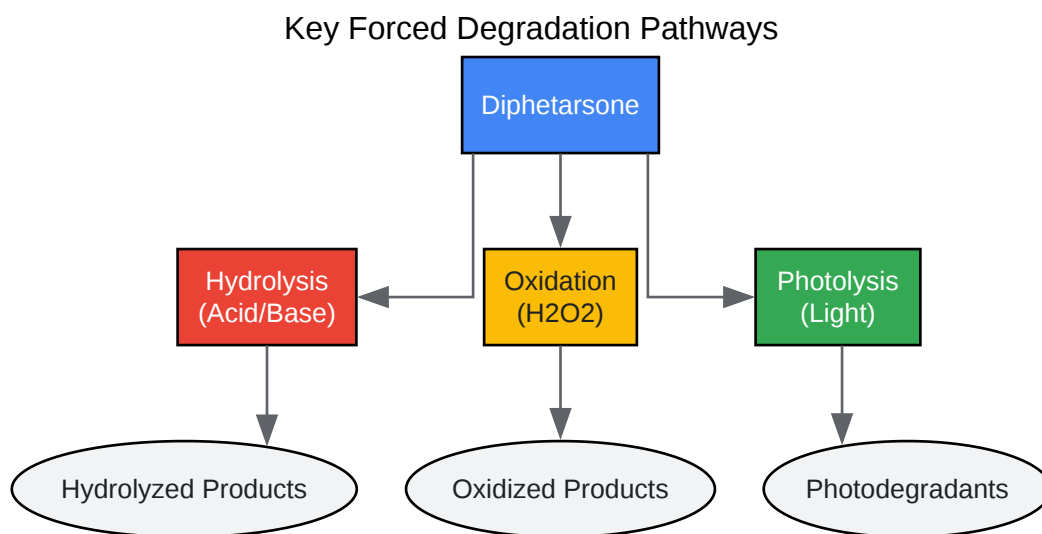 Key Forced Degradation Pathways
Diphetarsone
Hydrolysis
(Acid/Base)
Oxidation
(H2O2)
Photolysis
(Light)
Hydrolyzed Products
Oxidized Products
Photodegradants